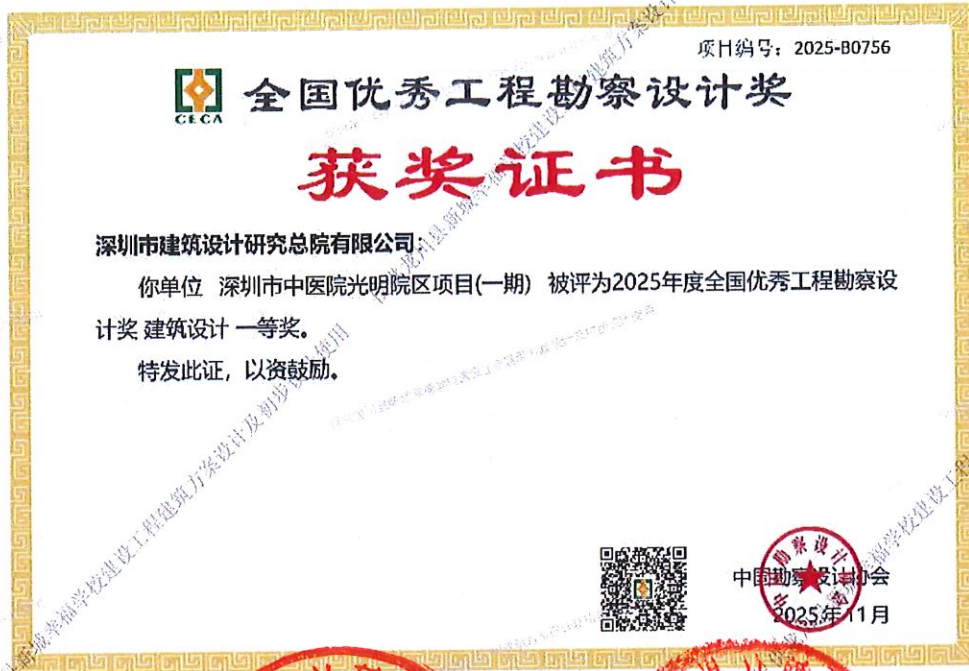 项目编号：2025-B0756
CECA
全国优秀工程勘察设计奖
获奖证书
深圳市建筑设计研究总院有限公司：
你单位 深圳市中医院光明院区项目(一期) 被评为2025年度全国优秀工程勘察设
计奖 建筑设计 一等奖。
特发此证，以资鼓励。
中国勘察设计协会
2025年11月